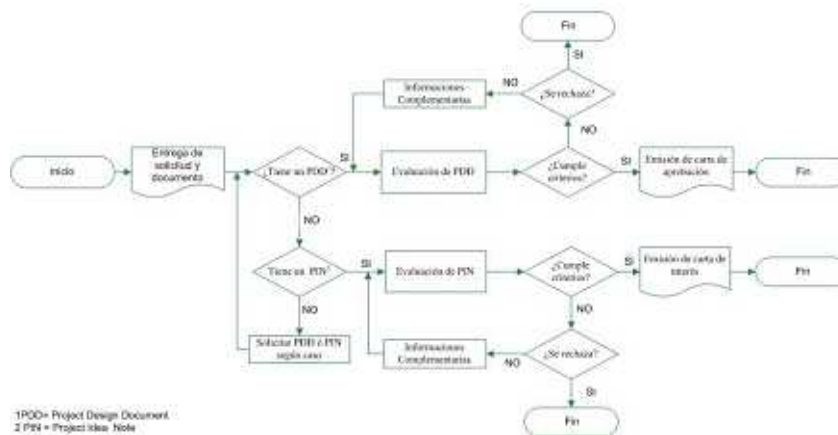 Fin
SI
Informaciones
Complementarias
NO
¿Se rechaza?
NO
Inicio
Entrega de
solicitud y
documento
¿Tiene un PDD¹?
SI
Evaluación de PDD
¿Cumple
criterios?
SI
Emisión de carta de
aprobación
Fin
NO
Tiene un PIN²
SI
Evaluación de PIN
¿Cumple
criterios?
SI
Emisión de carta de
interés
Fin
NO
NO
Solicitar PDD ó PIN
según caso
Informaciones
Complementarias
NO
¿Se rechaza?
SI
Fin
1PDD= Project Design Document
2 PIN = Project Idea Note